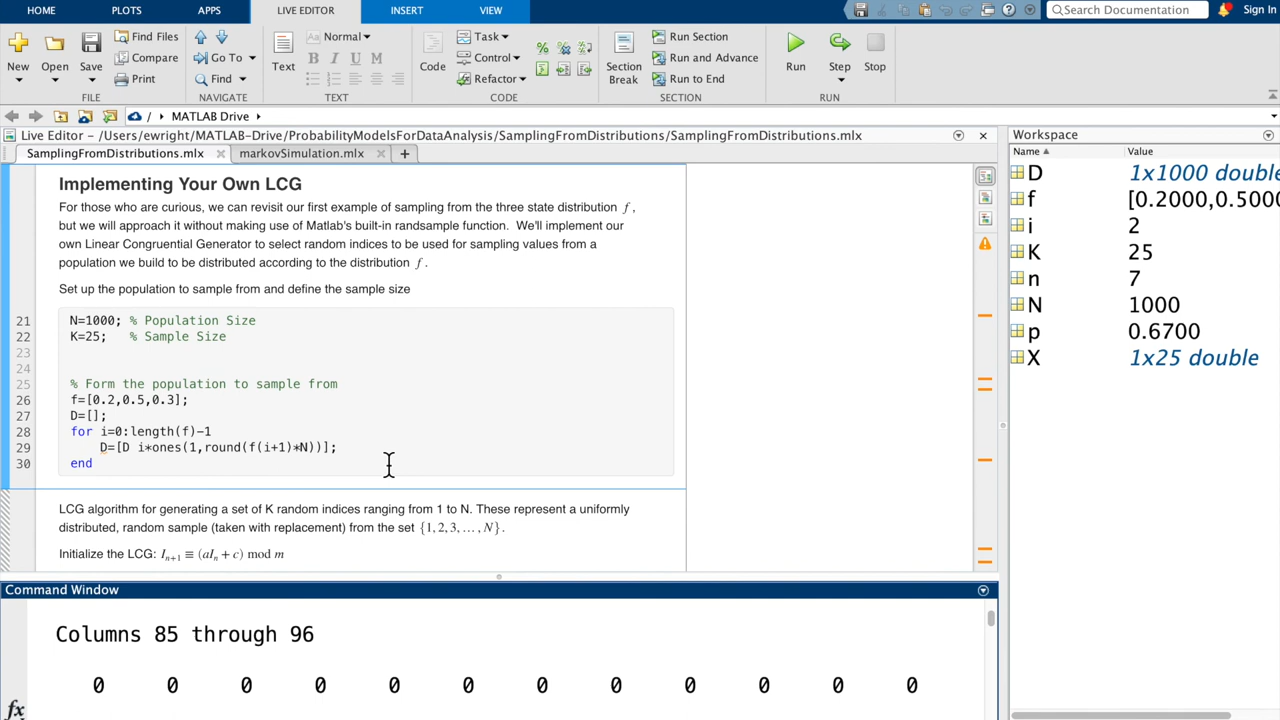 HOME PLOTS APPS LIVE EDITOR INSERT VIEW Search Documentation Sign In
New Open Save Find Files Compare Print
FILE
Go To Find
NAVIGATE
Text Aa Normal B I U M
TEXT
Code Task Control Refactor
CODE
Section Break Run Section Run and Advance Run to End
SECTION
Run Step Stop
RUN
/ MATLAB Drive
Live Editor - /Users/ewright/MATLAB-Drive/ProbabilityModelsForDataAnalysis/SamplingFromDistributions/SamplingFromDistributions.mlx
SamplingFromDistributions.mlx markovSimulation.mlx +
Implementing Your Own LCG
For those who are curious, we can revisit our first example of sampling from the three state distribution f ,
but we will approach it without making use of Matlab's built-in randsample function. We'll implement our
own Linear Congruential Generator to select random indices to be used for sampling values from a
population we build to be distributed according to the distribution f .
Set up the population to sample from and define the sample size
21 N=1000; % Population Size
22 K=25; % Sample Size
23
24
25 % Form the population to sample from
26 f=[0.2,0.5,0.3];
27 D=[];
28 for i=0:length(f)-1
29 D=[D i*ones(1,round(f(i+1)*N))];
30 end
LCG algorithm for generating a set of K random indices ranging from 1 to N. These represent a uniformly
distributed, random sample (taken with replacement) from the set {1, 2, 3, … , N}.
Initialize the LCG: Iₙ₊₁ ≡ (aIₙ + c) mod m
Workspace
Name Value
D 1x1000 double
f [0.2000,0.5000
i 2
K 25
n 7
N 1000
p 0.6700
X 1x25 double
Command Window
Columns 85 through 96
0 0 0 0 0 0 0 0 0 0 0 0
fx